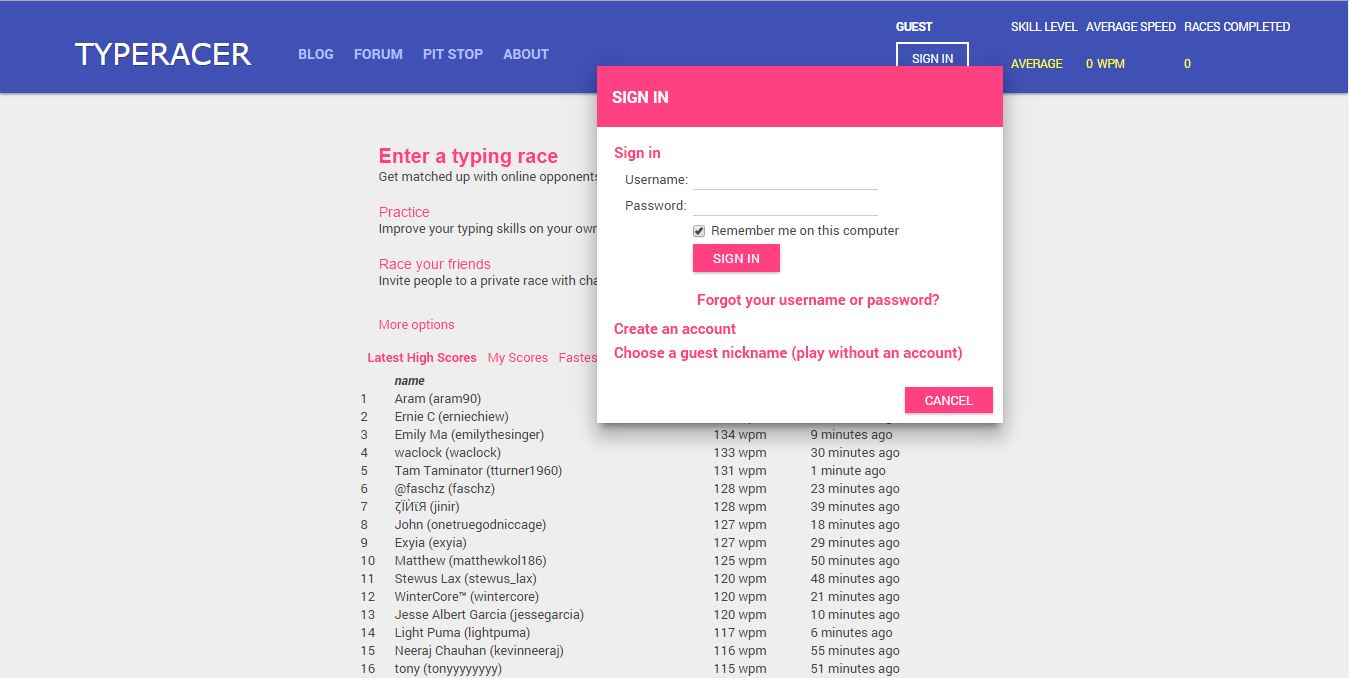 TYPERACER
BLOG FORUM PIT STOP ABOUT
GUEST
SIGN IN
SKILL LEVEL AVERAGE SPEED RACES COMPLETED
AVERAGE 0 WPM 0
Enter a typing race
Get matched up with online opponents
Practice
Improve your typing skills on your own
Race your friends
Invite people to a private race with cha
More options
SIGN IN
Sign in
Username:
Password:
Remember me on this computer
SIGN IN
Forgot your username or password?
Create an account
Choose a guest nickname (play without an account)
CANCEL
Latest High Scores My Scores Fastes
name
1 Aram (aram90)
2 Ernie C (erniechiew)
3 Emily Ma (emilythesinger) 134 wpm 9 minutes ago
4 waclock (waclock) 133 wpm 30 minutes ago
5 Tam Taminator (tturner1960) 131 wpm 1 minute ago
6 @faschz (faschz) 128 wpm 23 minutes ago
7 ζÏЍϊЯ (jinir) 128 wpm 39 minutes ago
8 John (onetruegodniccage) 127 wpm 18 minutes ago
9 Exyia (exyia) 127 wpm 29 minutes ago
10 Matthew (matthewkol186) 125 wpm 50 minutes ago
11 Stewus Lax (stewus_lax) 120 wpm 48 minutes ago
12 WinterCore™ (wintercore) 120 wpm 21 minutes ago
13 Jesse Albert Garcia (jessegarcia) 120 wpm 10 minutes ago
14 Light Puma (lightpuma) 117 wpm 6 minutes ago
15 Neeraj Chauhan (kevinneeraj) 116 wpm 55 minutes ago
16 tony (tonyyyyyyyy) 115 wpm 51 minutes ago